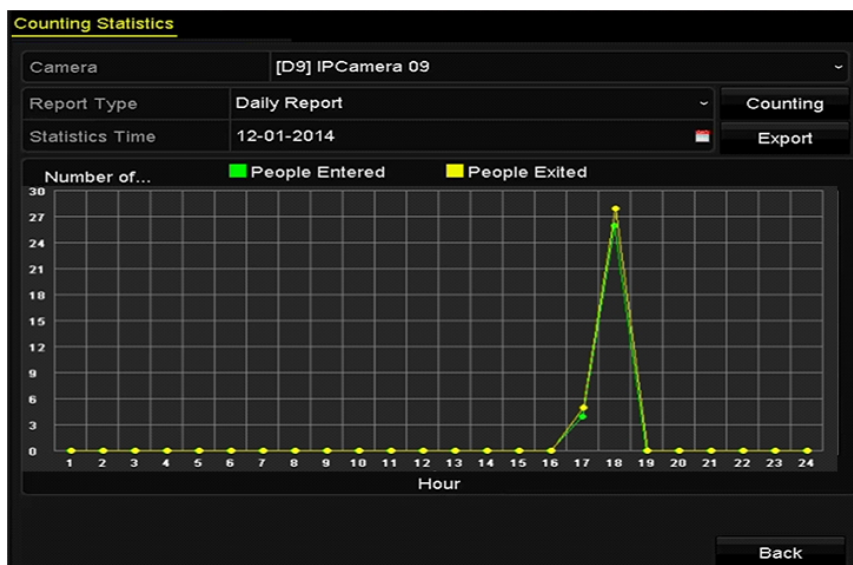 Counting Statistics
Camera [D9] IPCamera 09
Report Type Daily Report Counting
Statistics Time 12-01-2014 Export
Number of... People Entered People Exited
30
27
24
21
18
15
12
9
6
3
0
1 2 3 4 5 6 7 8 9 10 11 12 13 14 15 16 17 18 19 20 21 22 23 24
Hour
Back